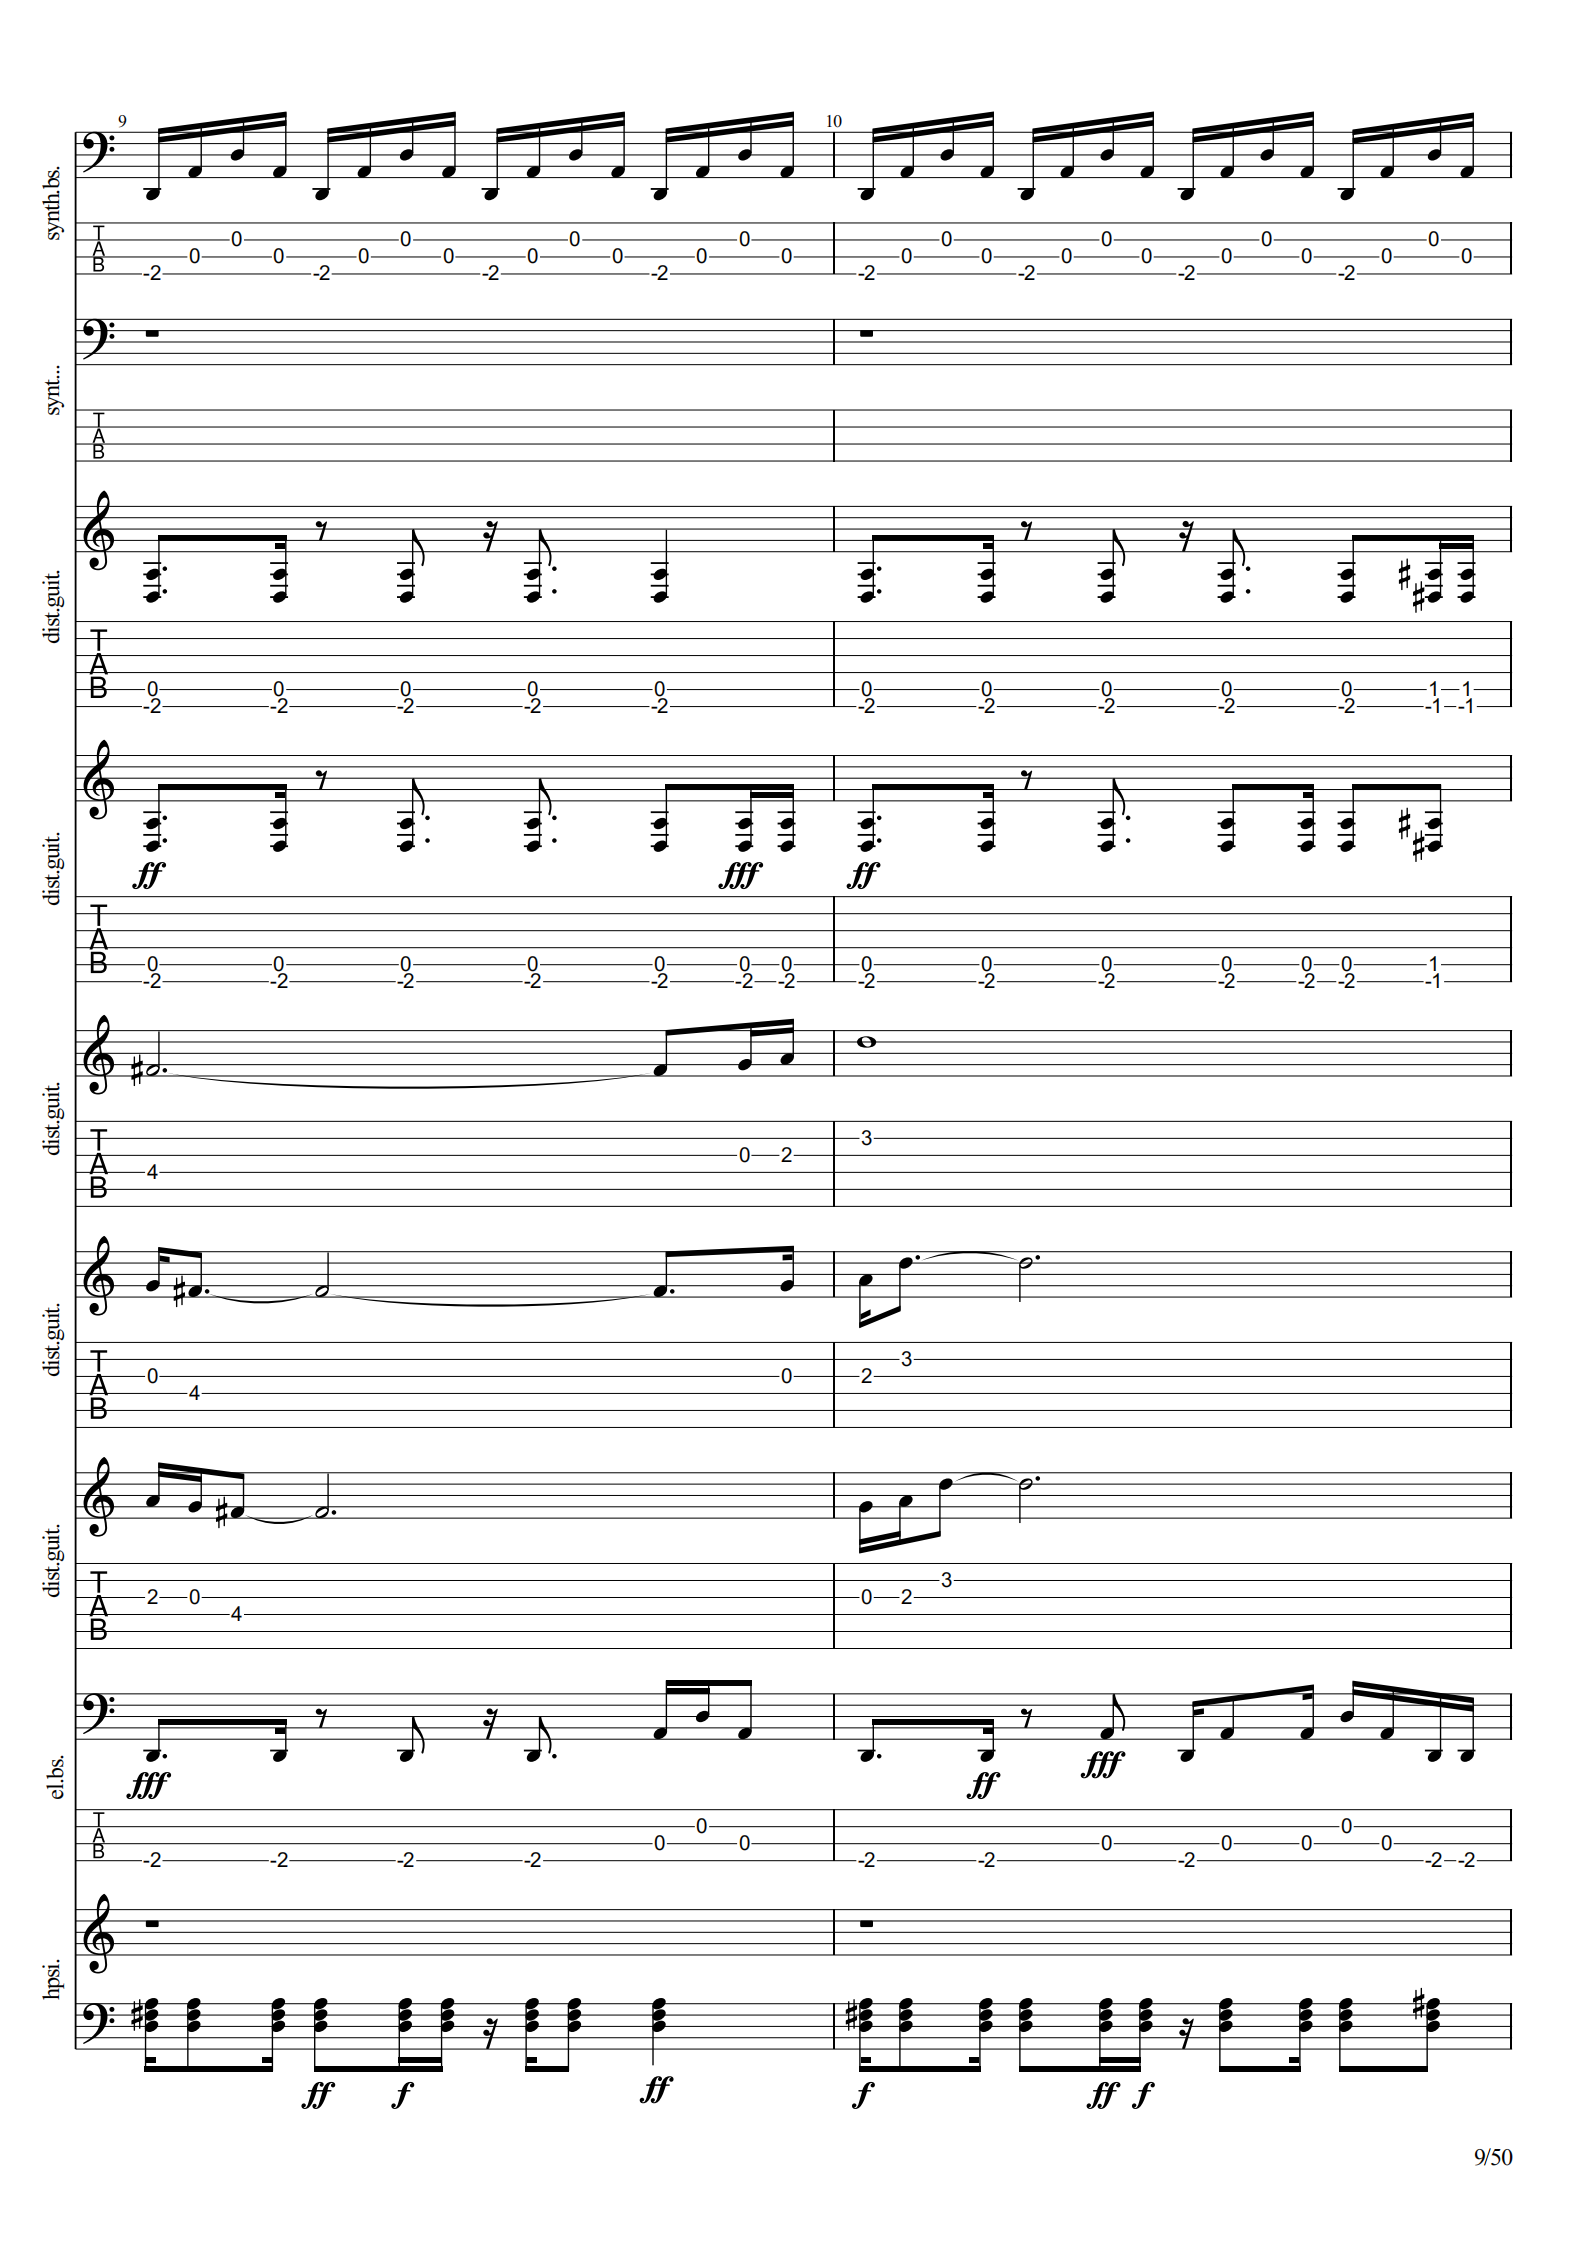 9 10
synth.bs.
T
A
B
-2 0 0 0 -2 0 0 0 -2 0 0 0 -2 0 0 0 -2 0 0 0 -2 0 0 0 -2 0 0 0 -2 0 0 0
synt...
T
A
B
dist.guit.
T
A
B
0 0 0 0 0 0 0 0 0 0 1 1
-2 -2 -2 -2 -2 -2 -2 -2 -2 -2 -1 -1
dist.guit.
ff fff ff
T
A
B
0 0 0 0 0 0 0 0 0 0 0 0 0 1
-2 -2 -2 -2 -2 -2 -2 -2 -2 -2 -2 -2 -2 -1
dist.guit.
T
A
B
4 0 2 3
dist.guit.
T
A
B
0 4 0 2 3
dist.guit.
T
A
B
2 0 4 0 2 3
el.bs.
fff ff fff
T
A
B
-2 -2 -2 -2 0 0 0 -2 -2 0 -2 0 0 0 0 -2 -2
hpsi.
ff f ff f ff f
9/50